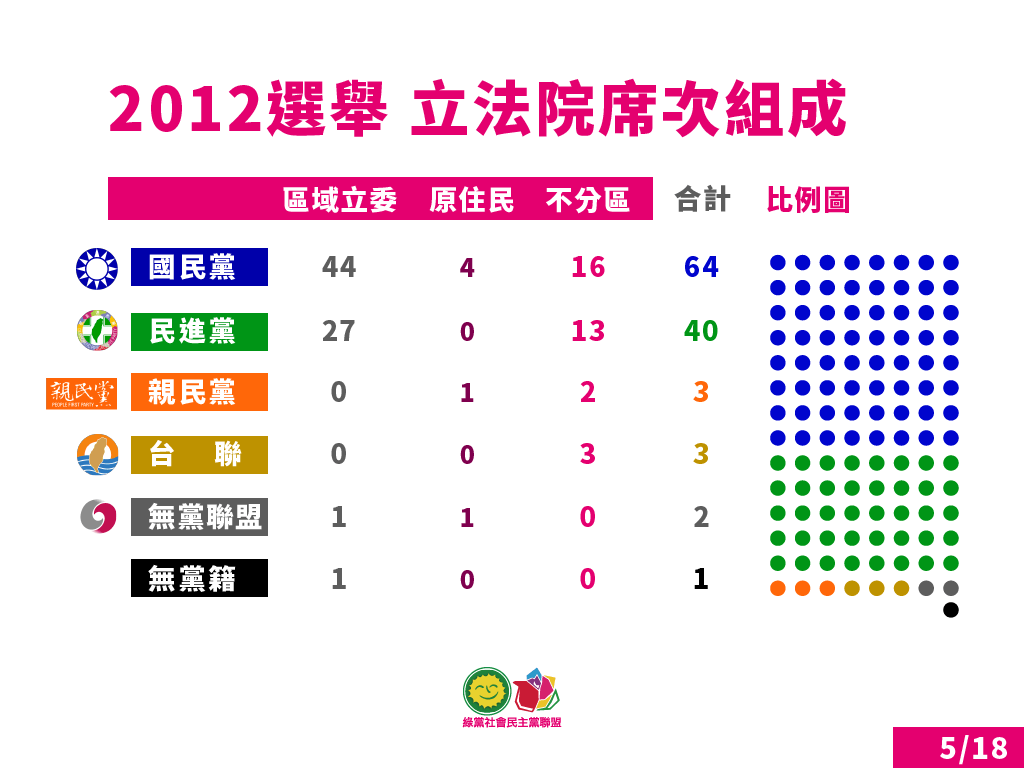 2012選舉 立法院席次組成
區域立委 原住民 不分區 合計 比例圖
國民黨 44 4 16 64
民進黨 27 0 13 40
親民黨 PEOPLE FIRST PARTY 親民黨 0 1 2 3
台 聯 0 0 3 3
無黨聯盟 1 1 0 2
無黨籍 1 0 0 1
綠黨社會民主黨聯盟
5/18